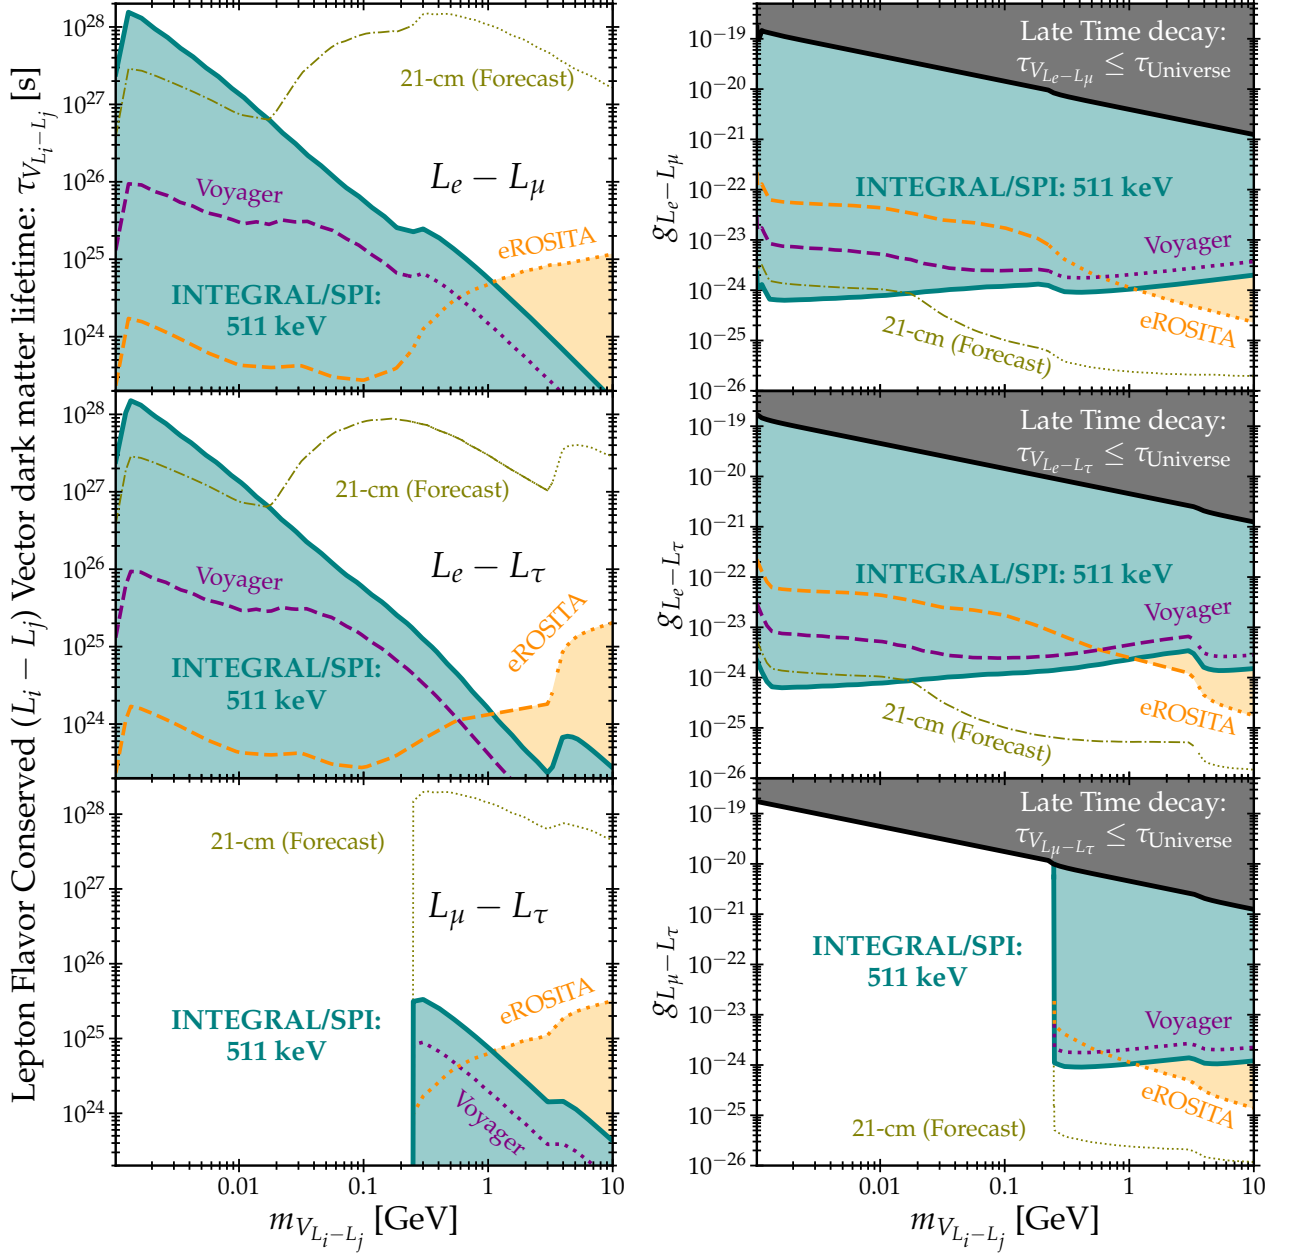 Lepton Flavor Conserved (L_i − L_j) Vector dark matter lifetime: τ_{V_{L_i−L_j}} [s]
10^28
10^27
10^26
10^25
10^24
21-cm (Forecast)
L_e − L_μ
Voyager
eROSITA
INTEGRAL/SPI:
511 keV
g_{L_e−L_μ}
10^−19
10^−20
10^−21
10^−22
10^−23
10^−24
10^−25
10^−26
Late Time decay:
τ_{V_{L_e−L_μ}} ≤ τ_Universe
INTEGRAL/SPI: 511 keV
Voyager
eROSITA
21-cm (Forecast)
10^28
10^27
10^26
10^25
10^24
21-cm (Forecast)
L_e − L_τ
Voyager
eROSITA
INTEGRAL/SPI:
511 keV
g_{L_e−L_τ}
10^−19
10^−20
10^−21
10^−22
10^−23
10^−24
10^−25
10^−26
Late Time decay:
τ_{V_{L_e−L_τ}} ≤ τ_Universe
INTEGRAL/SPI: 511 keV
Voyager
eROSITA
21-cm (Forecast)
10^28
10^27
10^26
10^25
10^24
21-cm (Forecast)
L_μ − L_τ
eROSITA
INTEGRAL/SPI:
511 keV
Voyager
0.01 0.1 1 10
m_{V_{L_i−L_j}} [GeV]
g_{L_μ−L_τ}
10^−19
10^−20
10^−21
10^−22
10^−23
10^−24
10^−25
10^−26
Late Time decay:
τ_{V_{L_μ−L_τ}} ≤ τ_Universe
INTEGRAL/SPI:
511 keV
Voyager
eROSITA
21-cm (Forecast)
0.01 0.1 1 10
m_{V_{L_i−L_j}} [GeV]